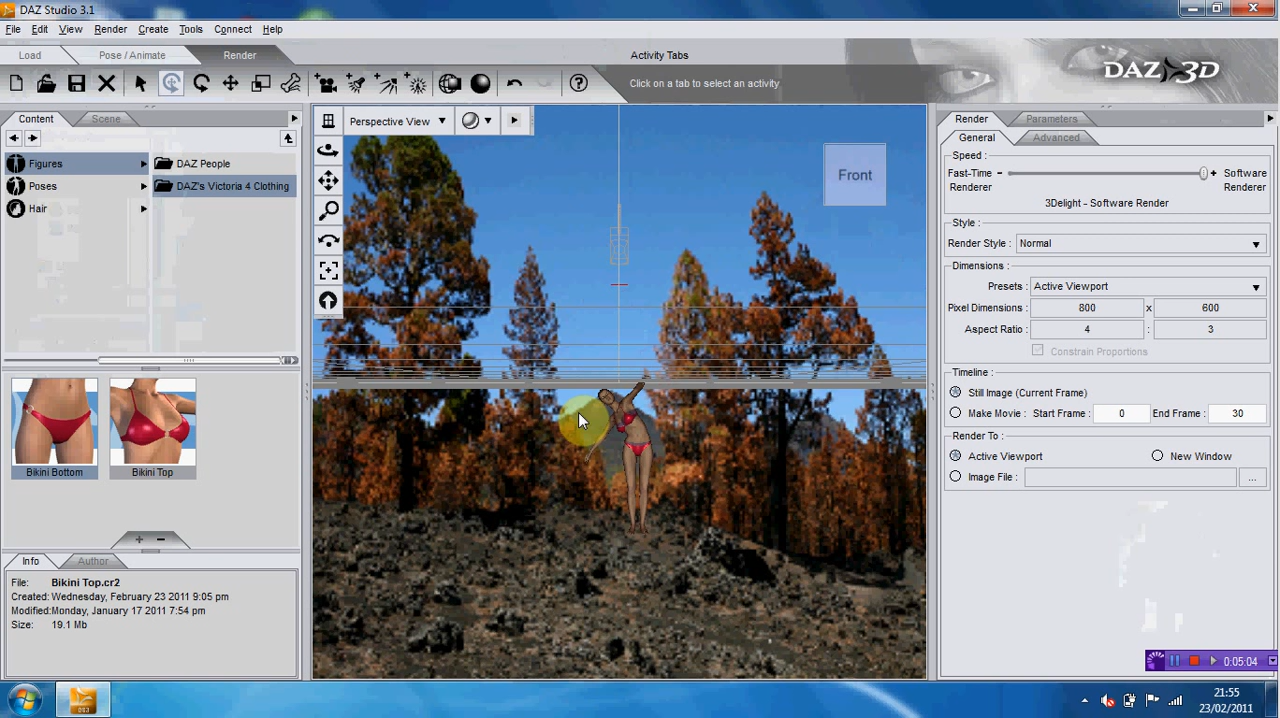 DAZ Studio 3.1
File Edit View Render Create Tools Connect Help
Load Pose / Animate Render Activity Tabs
Click on a tab to select an activity
DAZ 3D
Content Scene
Figures
Poses
Hair
DAZ People
DAZ's Victoria 4 Clothing
Bikini Bottom Bikini Top
Info Author
File: Bikini Top.cr2
Created: Wednesday, February 23 2011 9:05 pm
Modified: Monday, January 17 2011 7:54 pm
Size: 19.1 Mb
Perspective View
Front
Render Parameters
General Advanced
Speed :
Fast-Time - + Software
Renderer Renderer
3Delight - Software Render
Style :
Render Style : Normal
Dimensions :
Presets : Active Viewport
Pixel Dimensions : 800 x 600
Aspect Ratio : 4 : 3
Constrain Proportions
Timeline :
Still Image (Current Frame)
Make Movie : Start Frame : 0 End Frame : 30
Render To :
Active Viewport New Window
Image File : ...
0:05:04
DS3
21:55
23/02/2011